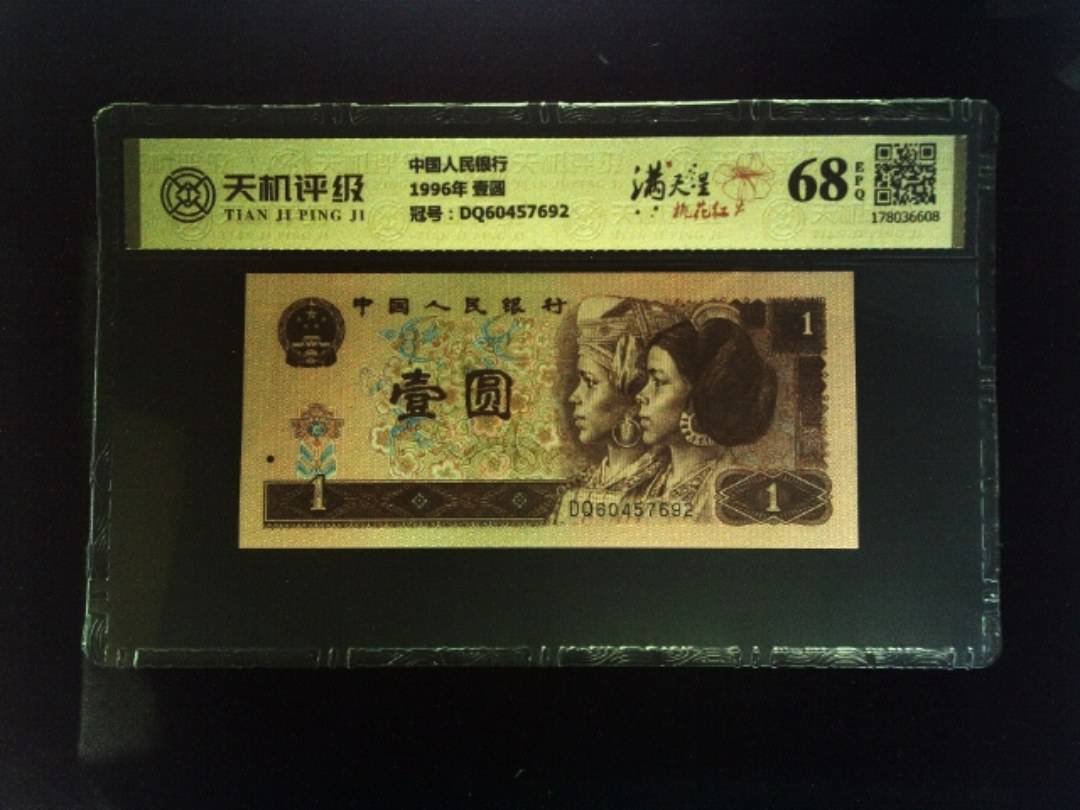 天机评级
TIAN JI PING JI
中国人民银行
1996年 壹圆
冠号：DQ60457692
满天星
桃花红
68
EPQ
178036608
中国人民银行
1
壹圆
1
DQ60457692
1